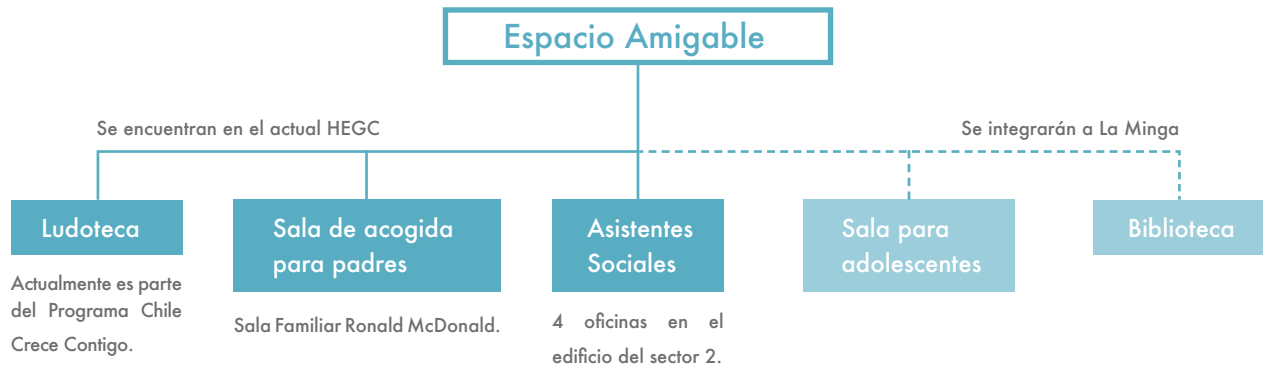 Espacio Amigable
Se encuentran en el actual HEGC
Se integrarán a La Minga
Ludoteca
Actualmente es parte
del Programa Chile
Crece Contigo.
Sala de acogida
para padres
Sala Familiar Ronald McDonald.
Asistentes
Sociales
4 oficinas en el
edificio del sector 2.
Sala para
adolescentes
Biblioteca